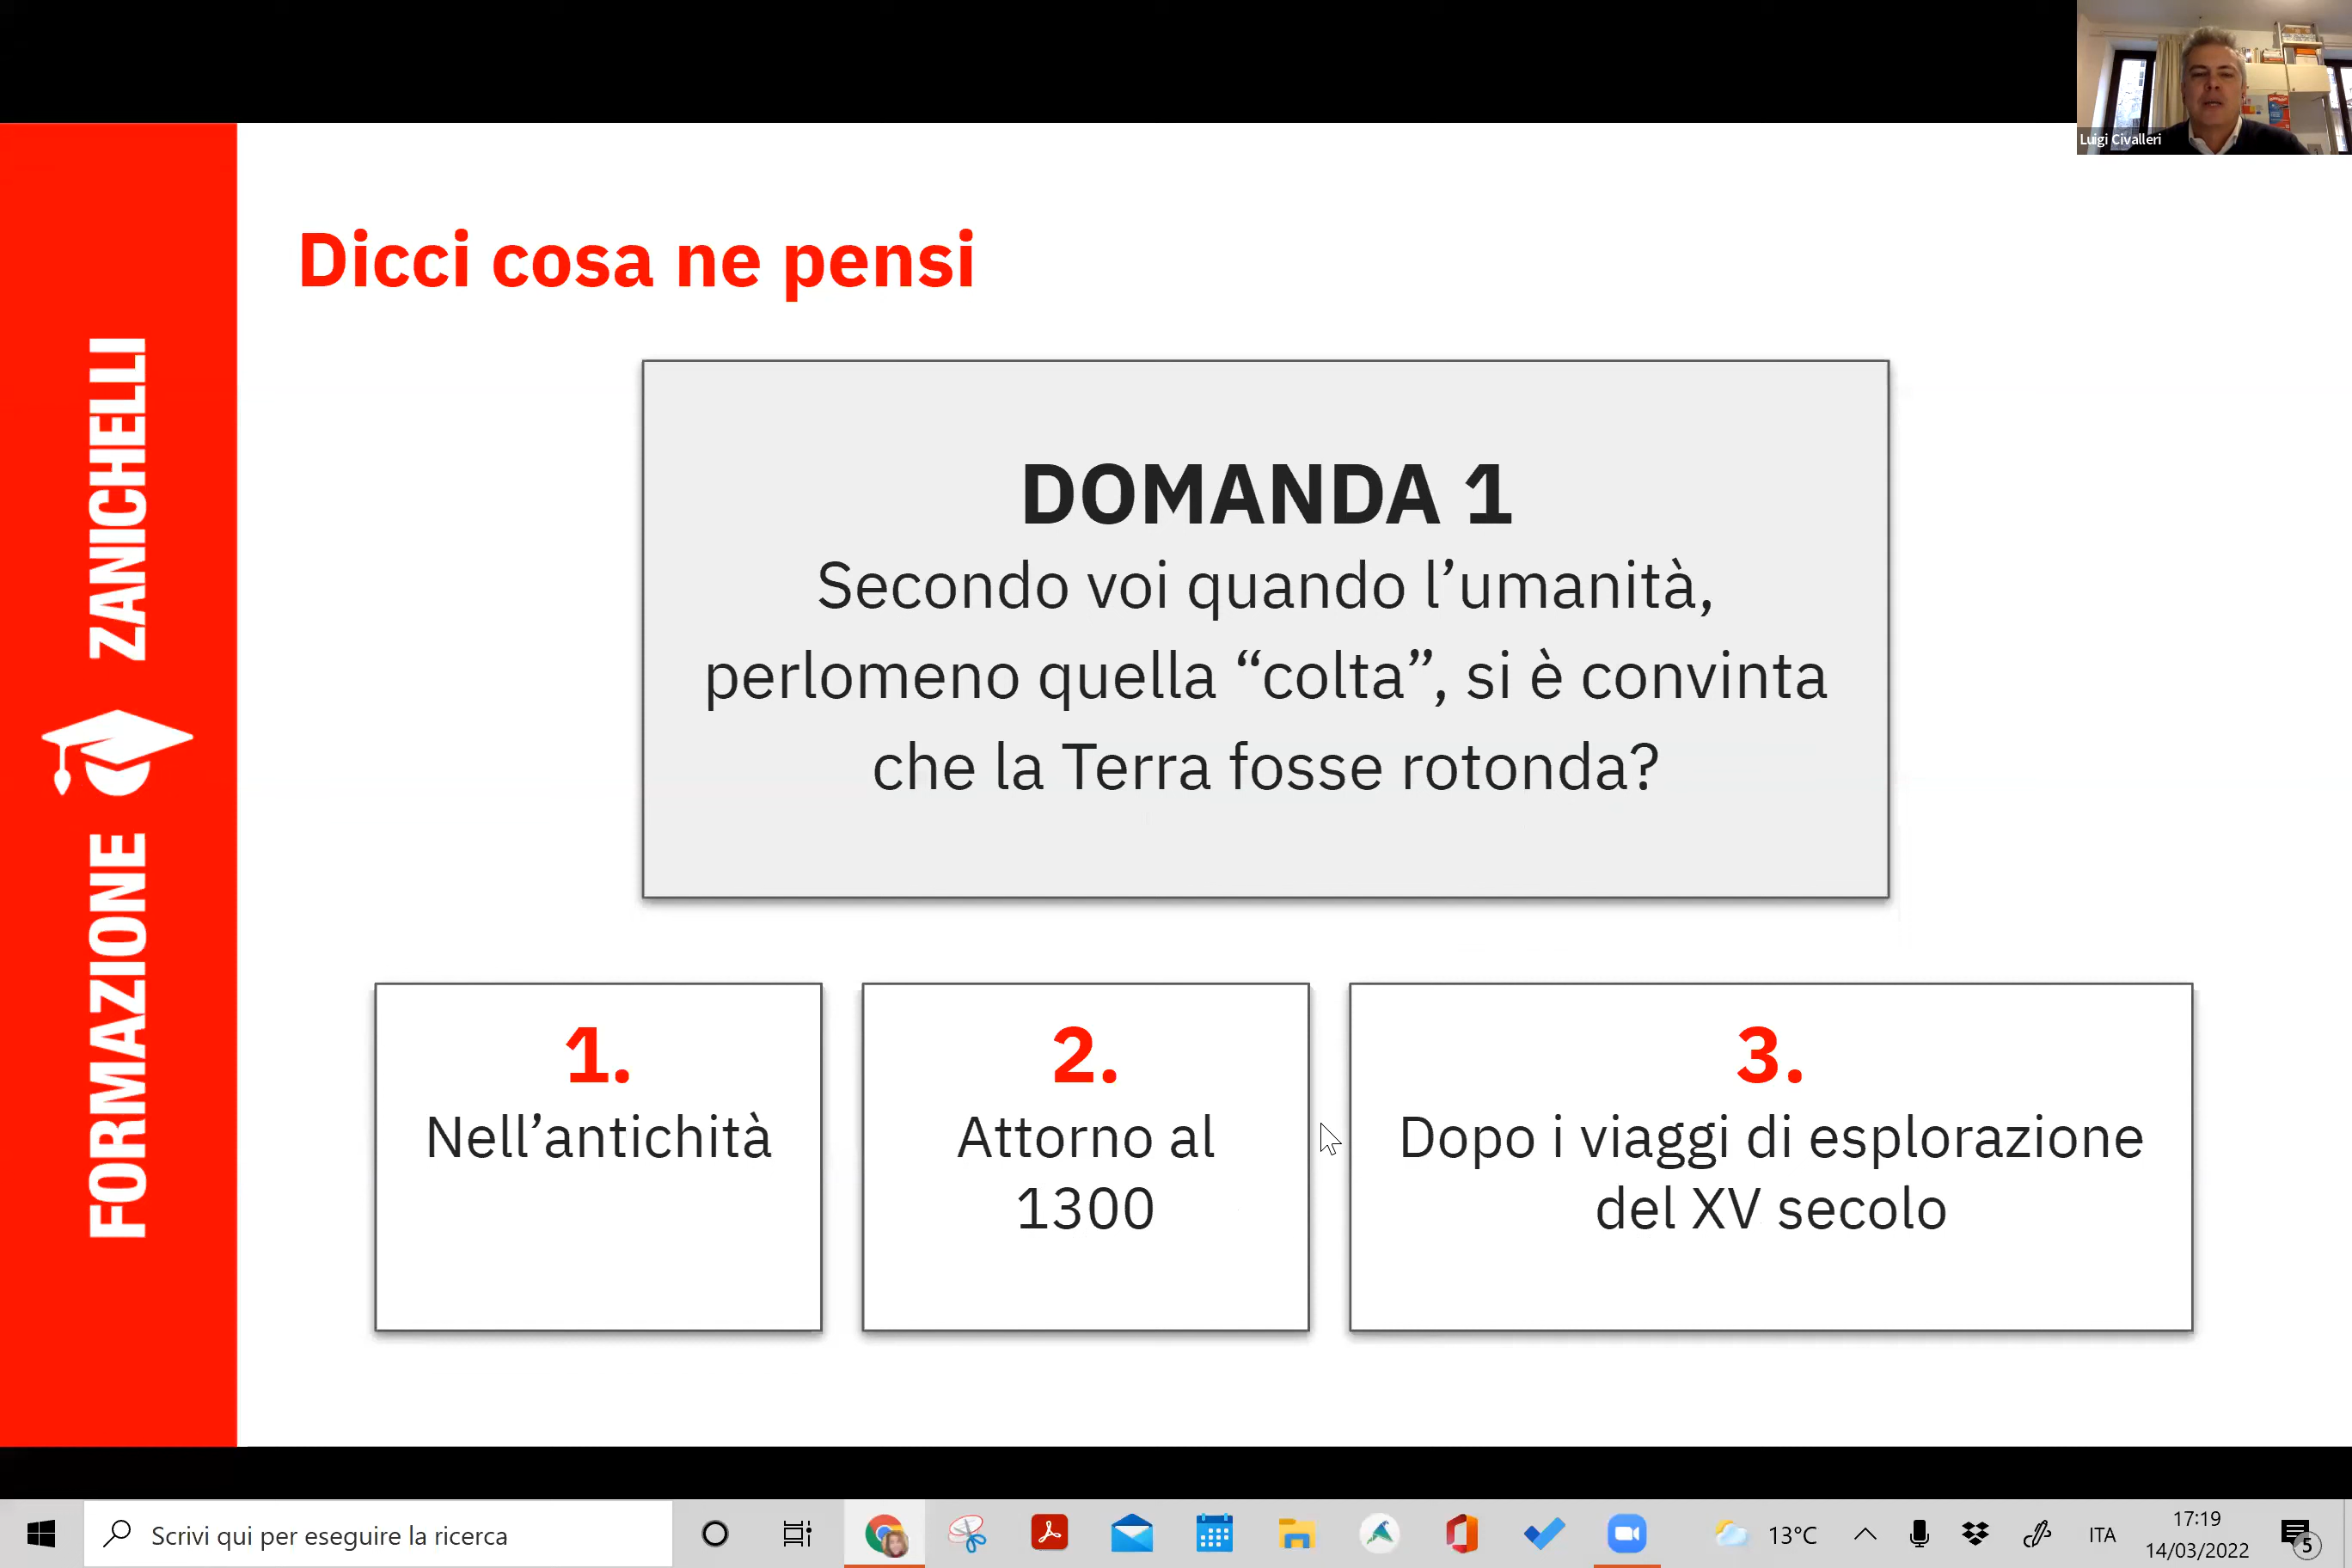 Luigi Civalleri
FORMAZIONE ZANICHELLI
Dicci cosa ne pensi
DOMANDA 1
Secondo voi quando l’umanità,
perlomeno quella “colta”, si è convinta
che la Terra fosse rotonda?
1.
Nell’antichità
2.
Attorno al
1300
3.
Dopo i viaggi di esplorazione
del XV secolo
Scrivi qui per eseguire la ricerca
13°C
ITA
17:19
14/03/2022
5